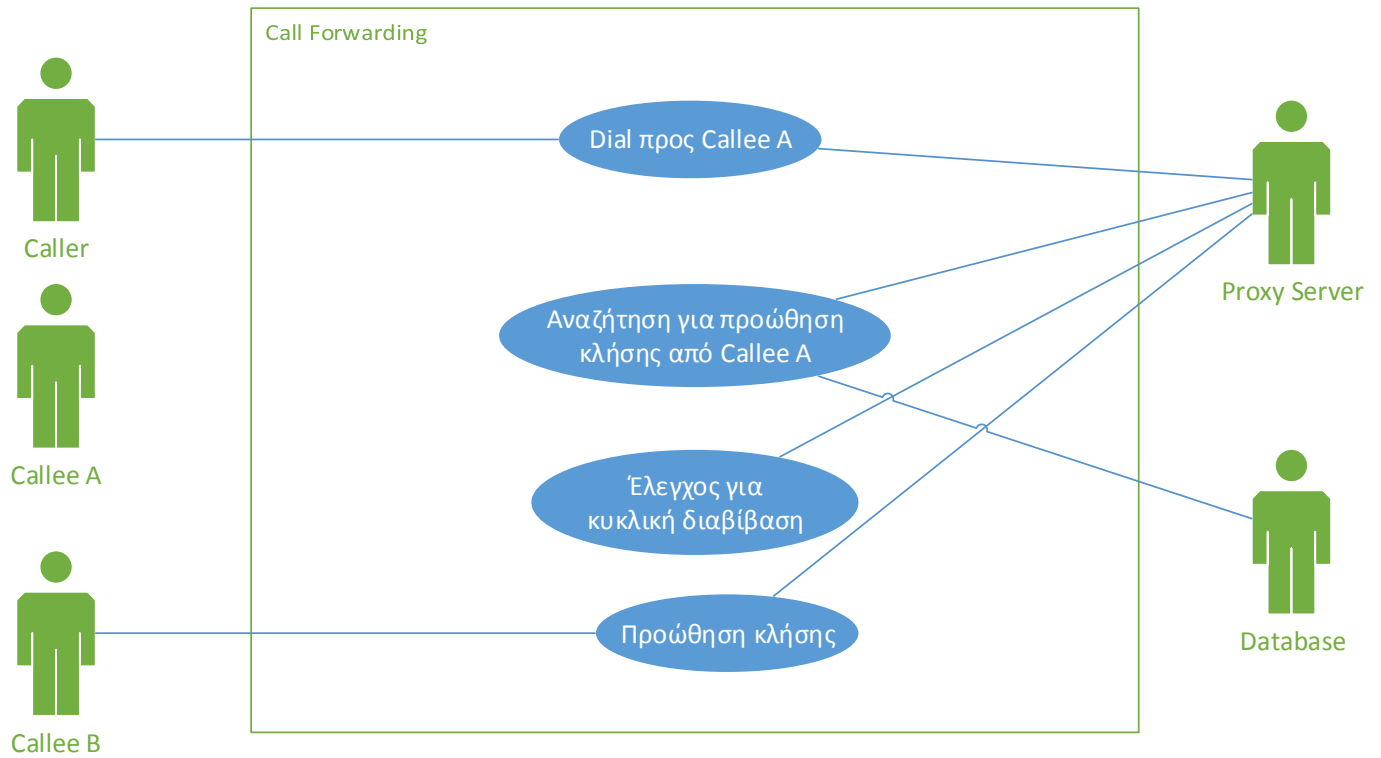 Call Forwarding
Dial προς Callee A
Caller
Proxy Server
Αναζήτηση για προώθηση
κλήσης από Callee A
Callee A
Έλεγχος για
κυκλική διαβίβαση
Προώθηση κλήσης
Database
Callee B